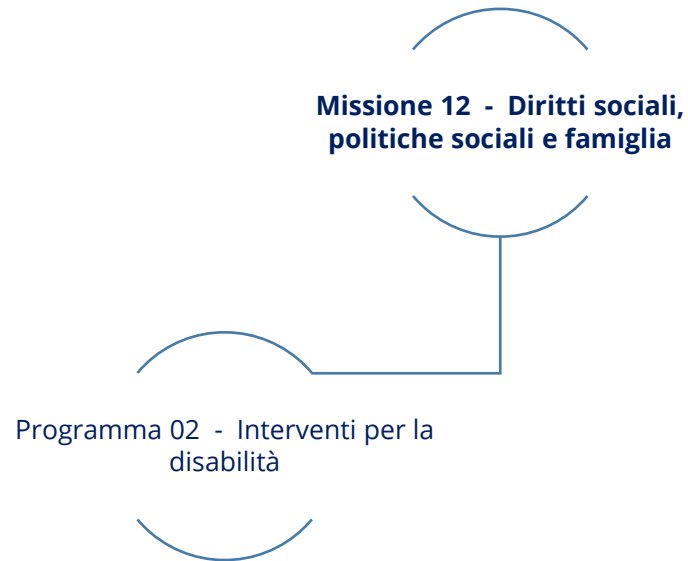 Missione 12 - Diritti sociali,
politiche sociali e famiglia
Programma 02 - Interventi per la
disabilità